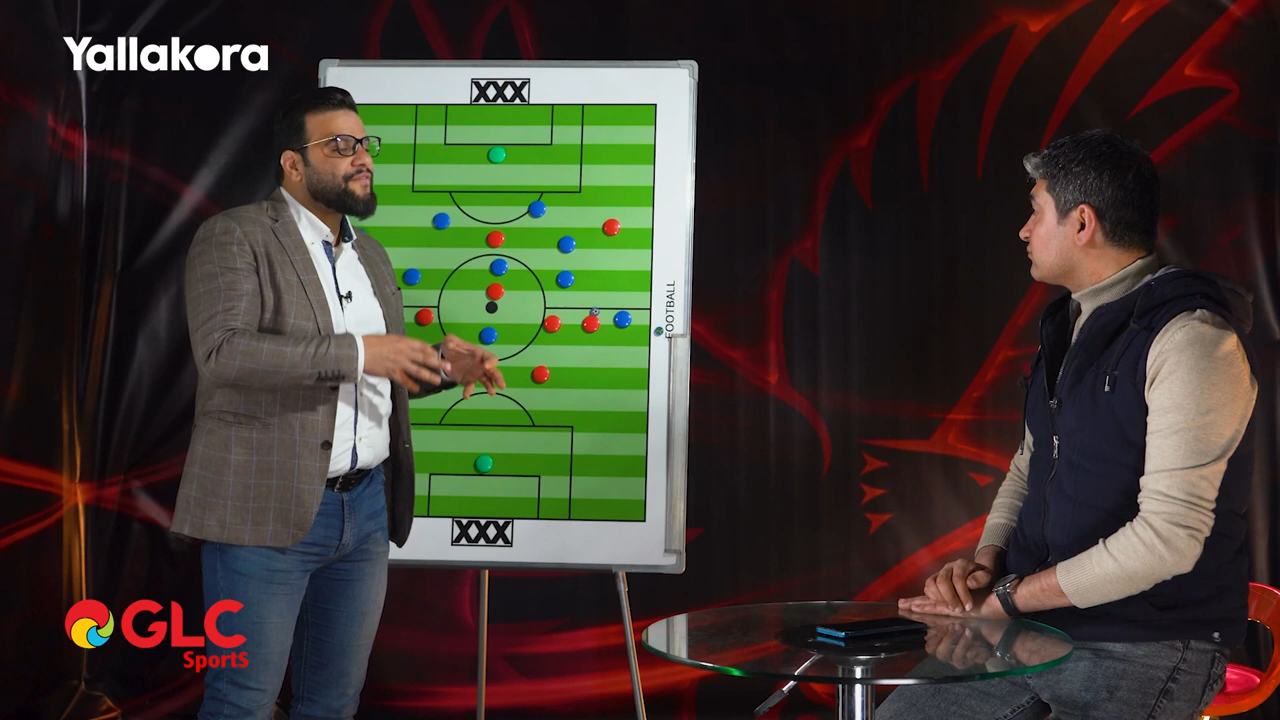 Yallakora
XXX
FOOTBALL
XXX
GLC
Sports